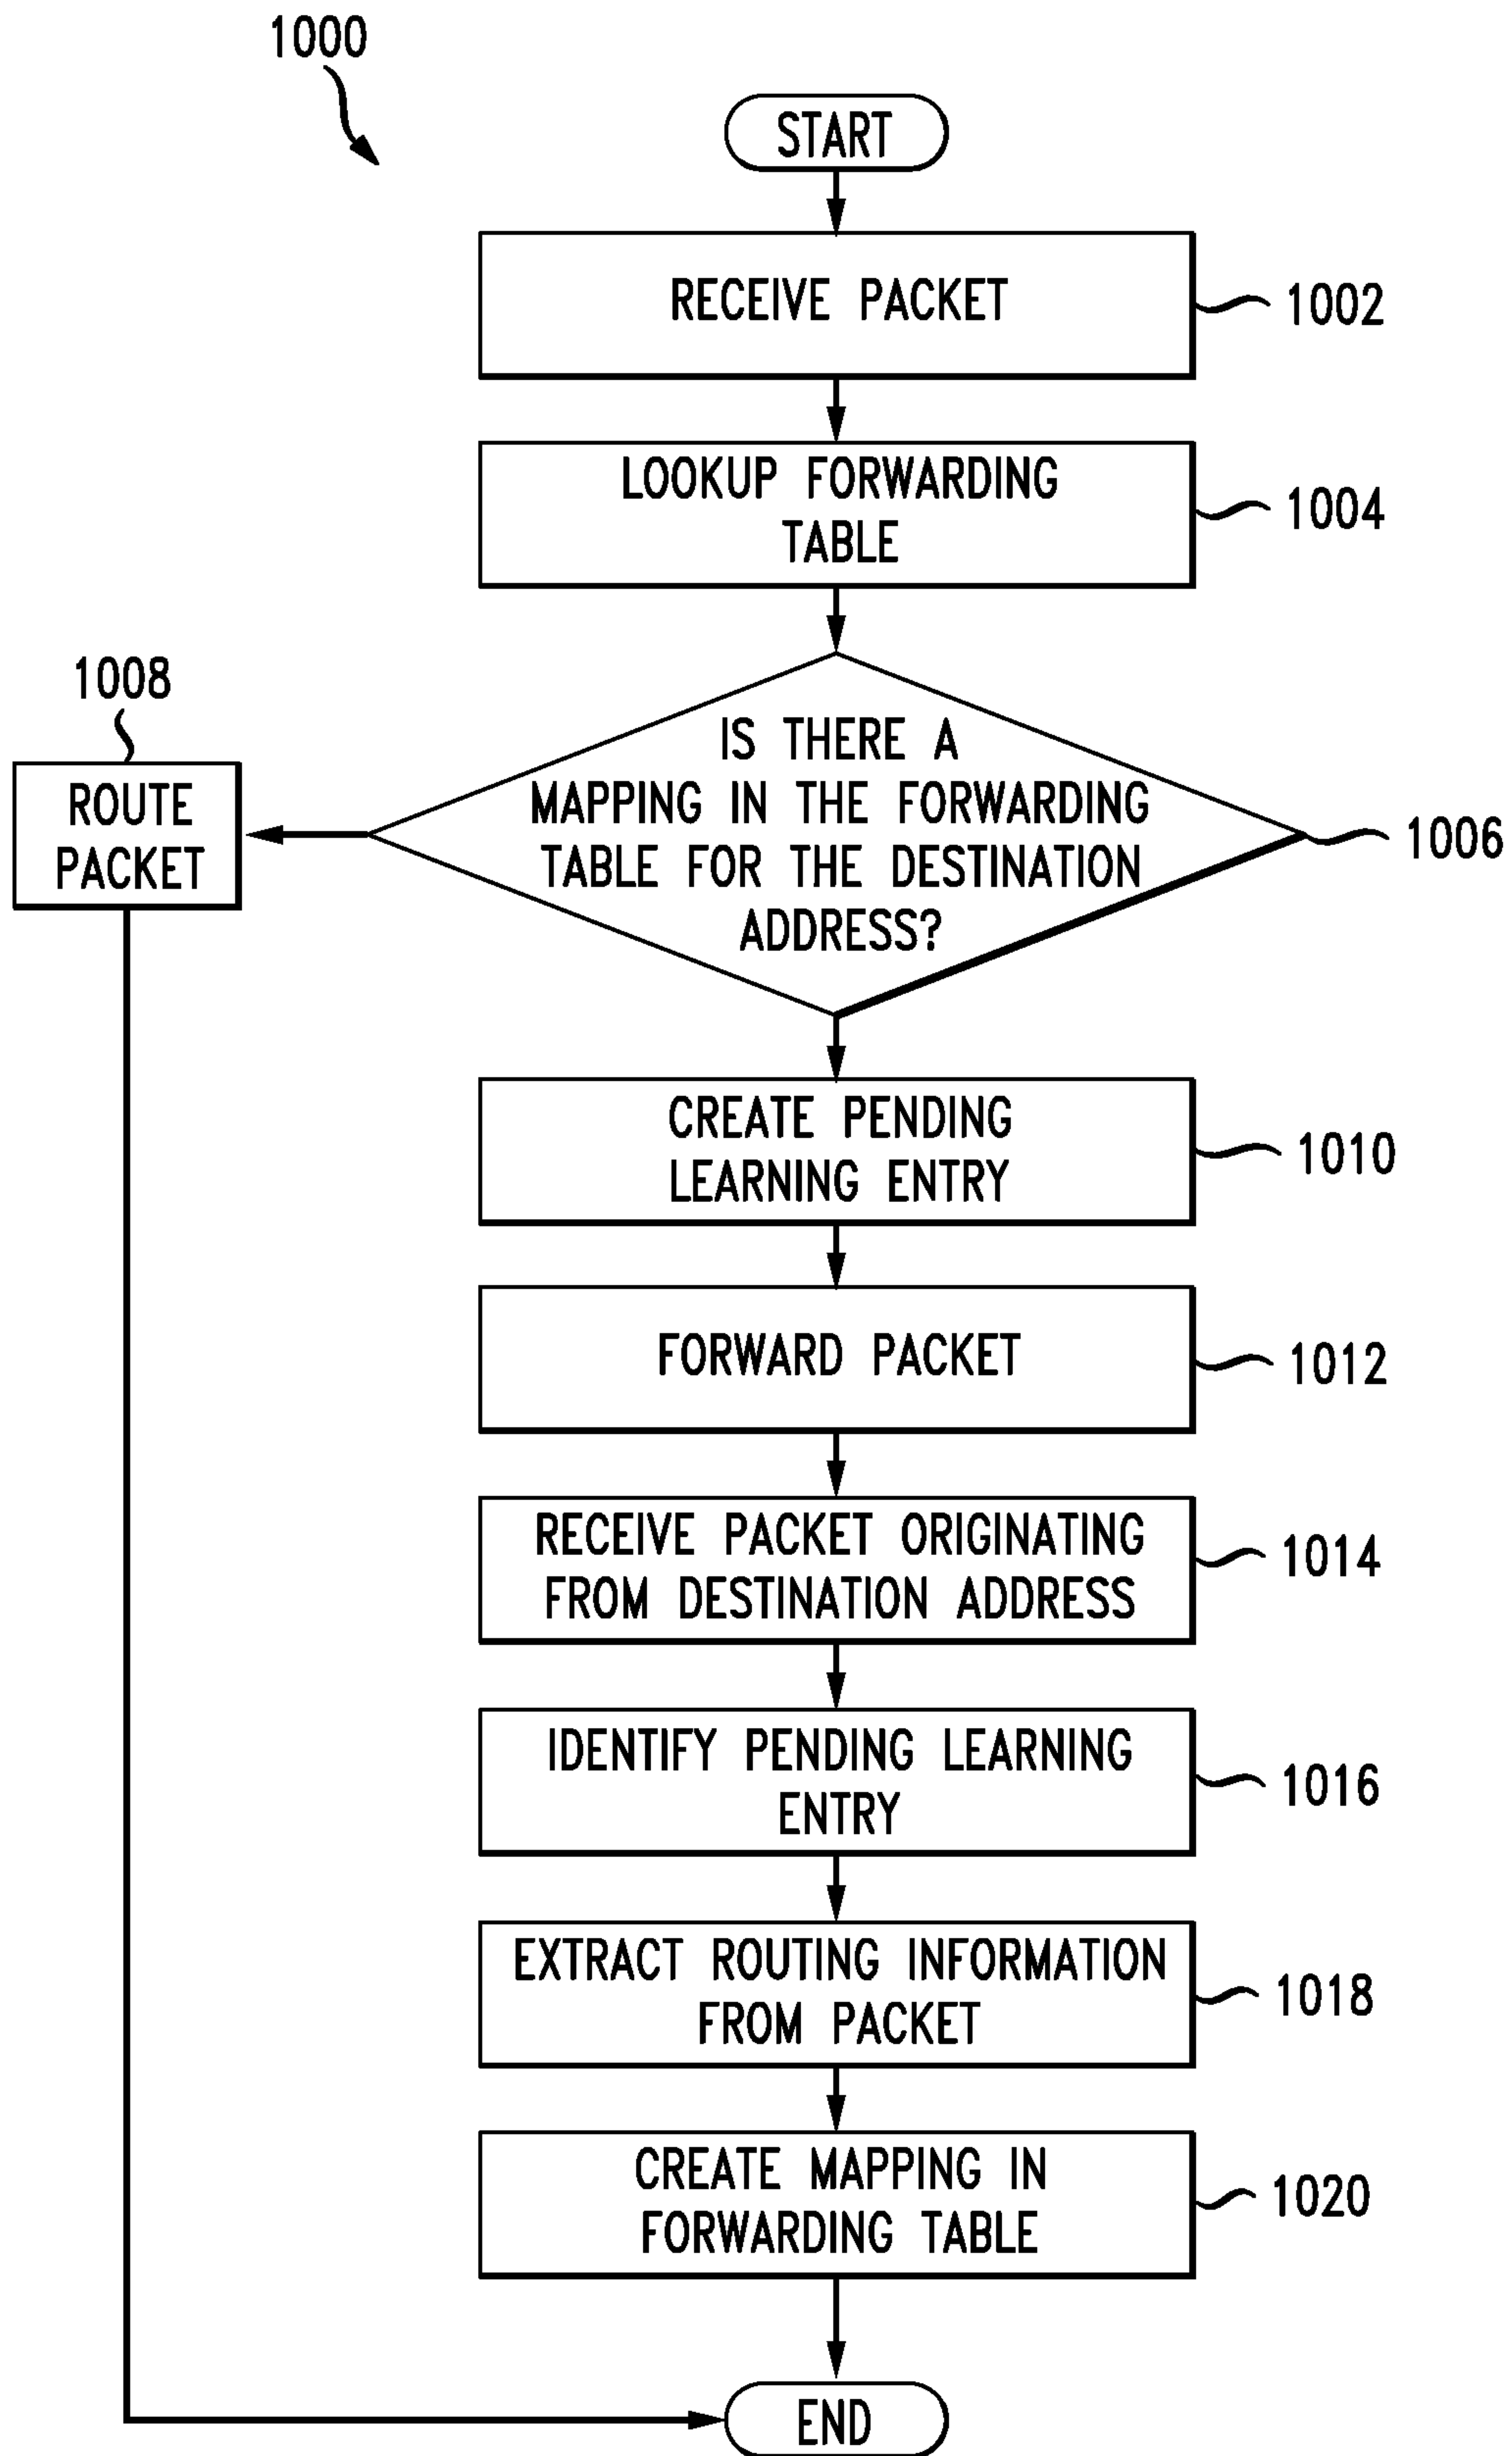 1000
START
RECEIVE PACKET
1002
LOOKUP FORWARDING
TABLE
1004
1008
ROUTE
PACKET
IS THERE A
MAPPING IN THE FORWARDING
TABLE FOR THE DESTINATION
ADDRESS?
1006
CREATE PENDING
LEARNING ENTRY
1010
FORWARD PACKET
1012
RECEIVE PACKET ORIGINATING
FROM DESTINATION ADDRESS
1014
IDENTIFY PENDING LEARNING
ENTRY
1016
EXTRACT ROUTING INFORMATION
FROM PACKET
1018
CREATE MAPPING IN
FORWARDING TABLE
1020
END